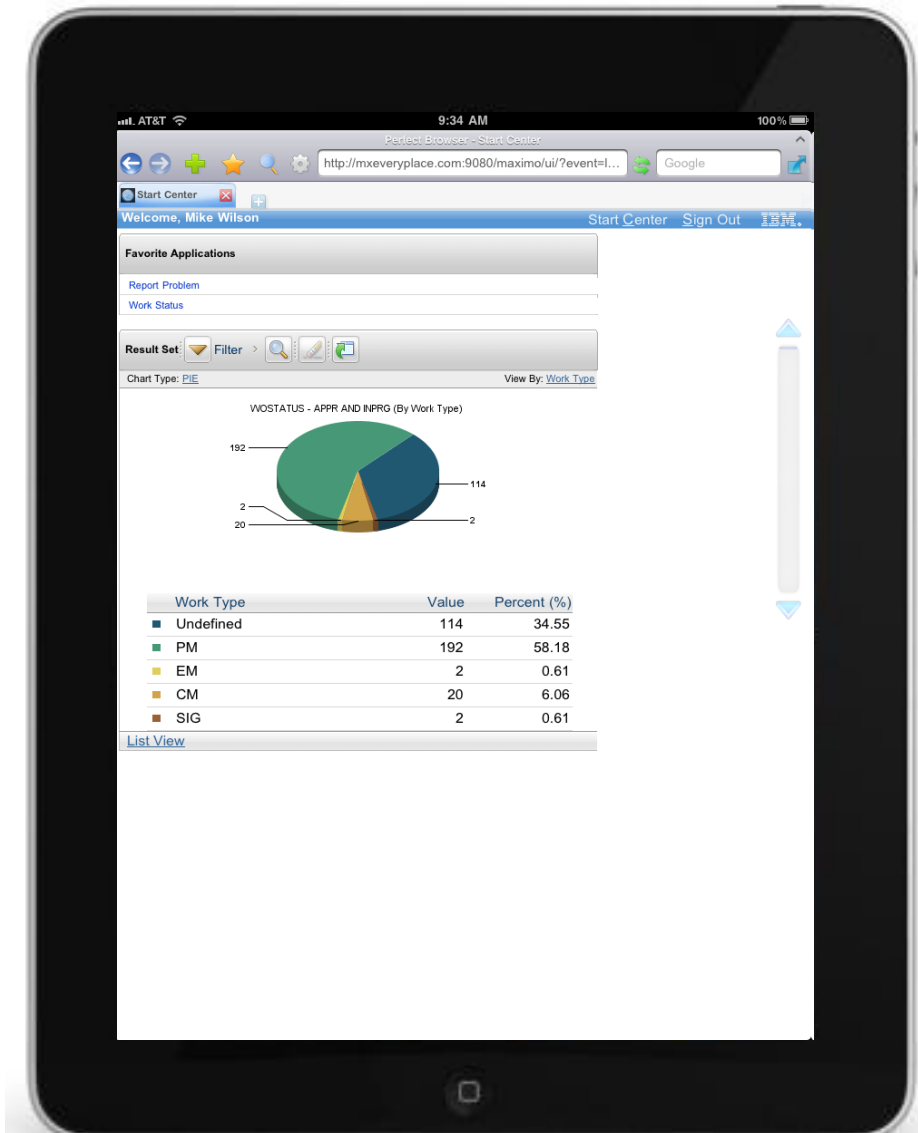 AT&T 9:34 AM 100%
Perfect Browser - Start Center
http://mxeveryplace.com:9080/maximo/ui/?event=l... Google
Start Center
Welcome, Mike Wilson Start Center Sign Out IBM.
Favorite Applications
Report Problem
Work Status
Result Set Filter >
Chart Type: PIE View By: Work Type
WOSTATUS - APPR AND INPRG (By Work Type)
192
114
2
2
20
Work Type Value Percent (%)
Undefined 114 34.55
PM 192 58.18
EM 2 0.61
CM 20 6.06
SIG 2 0.61
List View